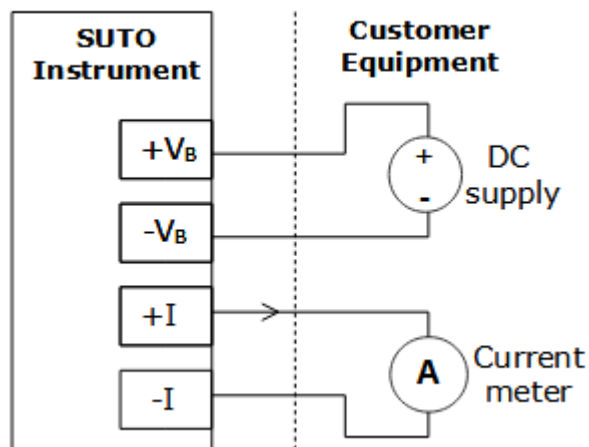 SUTO
Instrument
Customer
Equipment
+VB
-VB
+I
-I
+
-
DC
supply
A
Current
meter